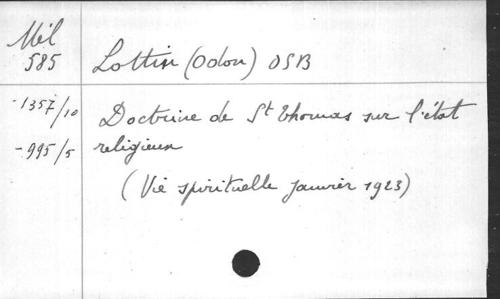 Mél
585
Lottin (Odon) OSB
-1357/10
-995/5
Doctrine de St Thomas sur l'état
religieux
(Vie spirituelle Janvier 1923)